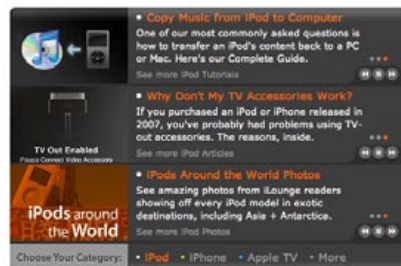 • Copy Music from iPod to Computer
One of our most commonly asked questions is
how to transfer an iPod's content back to a PC
or Mac. Here's our Complete Guide.
See more iPod Tutorials
• Why Don't My TV Accessories Work?
If you purchased an iPod or iPhone released in
2007, you've probably had problems using TV-
out accessories. The reasons, inside.
See more iPod Articles
TV Out Enabled
Please Connect Video Accessory
• iPods Around the World Photos
See amazing photos from iLounge readers
showing off every iPod model in exotic
destinations, including Asia + Antarctica.
See more iPod Photos
iPods around
the World
Choose Your Category: • iPod • iPhone • Apple TV • More